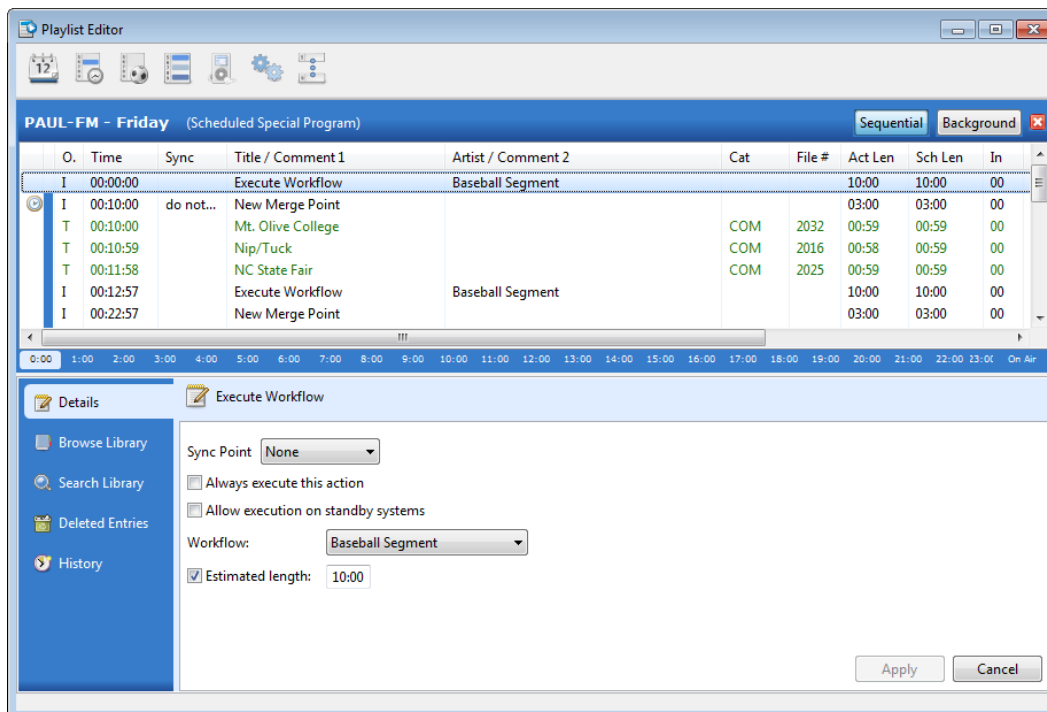 Playlist Editor
12
PAUL-FM - Friday (Scheduled Special Program) Sequential Background
O. Time Sync Title / Comment 1 Artist / Comment 2 Cat File # Act Len Sch Len In
I 00:00:00 Execute Workflow Baseball Segment 10:00 10:00 00
I 00:10:00 do not... New Merge Point 03:00 03:00 00
T 00:10:00 Mt. Olive College COM 2032 00:59 00:59 00
T 00:10:59 Nip/Tuck COM 2016 00:58 00:59 00
T 00:11:58 NC State Fair COM 2025 00:59 00:59 00
I 00:12:57 Execute Workflow Baseball Segment 10:00 10:00 00
I 00:22:57 New Merge Point 03:00 03:00 00
0:00 1:00 2:00 3:00 4:00 5:00 6:00 7:00 8:00 9:00 10:00 11:00 12:00 13:00 14:00 15:00 16:00 17:00 18:00 19:00 20:00 21:00 22:00 23:0( On Air
Details
Browse Library
Search Library
Deleted Entries
History
Execute Workflow
Sync Point None
Always execute this action
Allow execution on standby systems
Workflow: Baseball Segment
Estimated length: 10:00
Apply Cancel